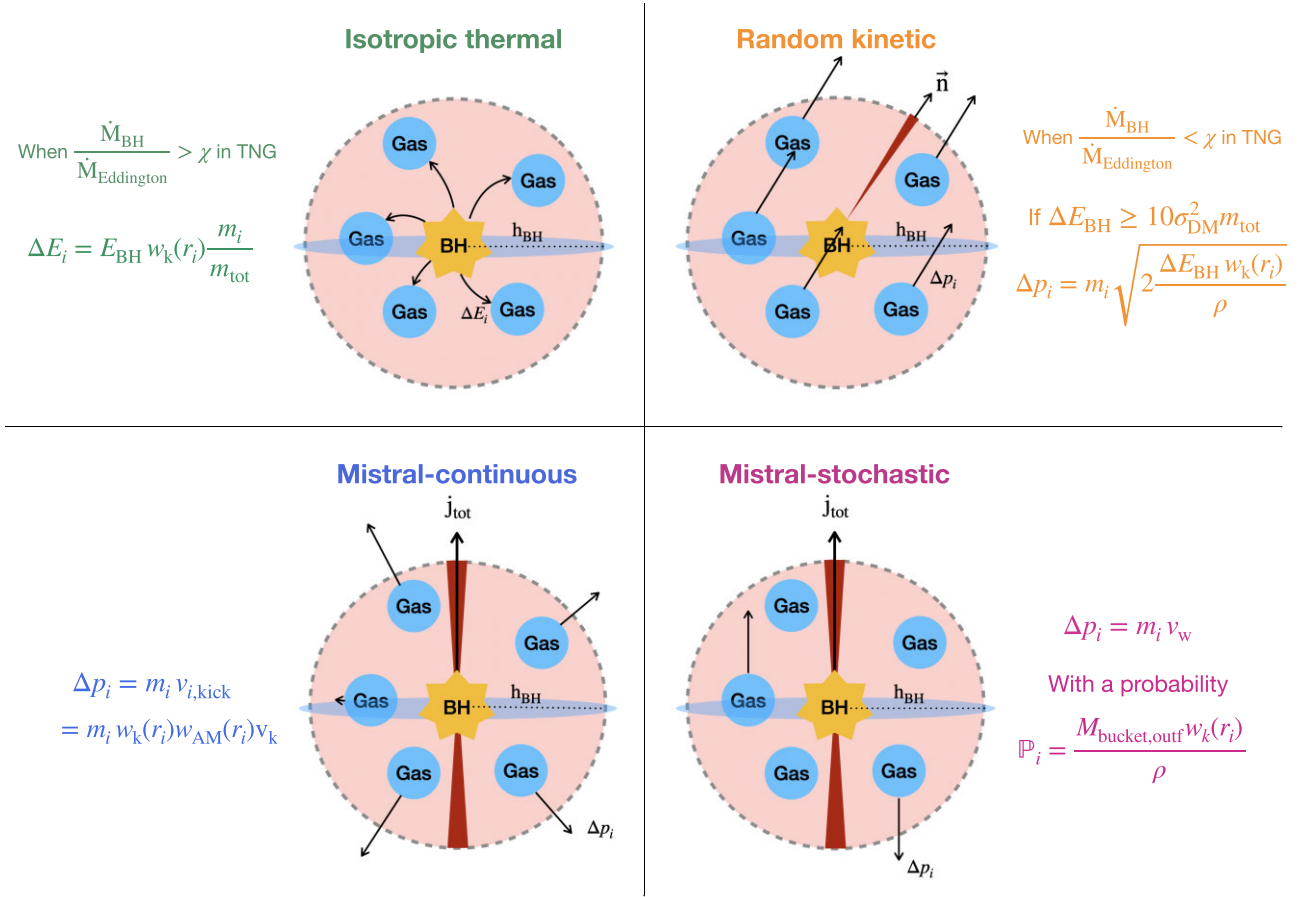 Isotropic thermal
When Ṁ_BH / Ṁ_Eddington > χ in TNG
ΔE_i = E_BH w_k(r_i) m_i / m_tot
Gas
Gas
Gas
BH
h_BH
Gas
Gas
ΔE_i
Random kinetic
n⃗
Gas
Gas
BH
h_BH
Δp_i
Gas
Gas
When Ṁ_BH / Ṁ_Eddington < χ in TNG
If ΔE_BH ≥ 10σ²_DM m_tot
Δp_i = m_i √(2 ΔE_BH w_k(r_i) / ρ)
Mistral-continuous
j_tot
Gas
Gas
Gas
BH
h_BH
Gas
Gas
Δp_i
Δp_i = m_i v_i,kick
= m_i w_k(r_i)w_AM(r_i)v_k
Mistral-stochastic
j_tot
Gas
Gas
Gas
BH
h_BH
Gas
Gas
Δp_i
Δp_i = m_i v_w
With a probability
ℙ_i = M_bucket,outf w_k(r_i) / ρ